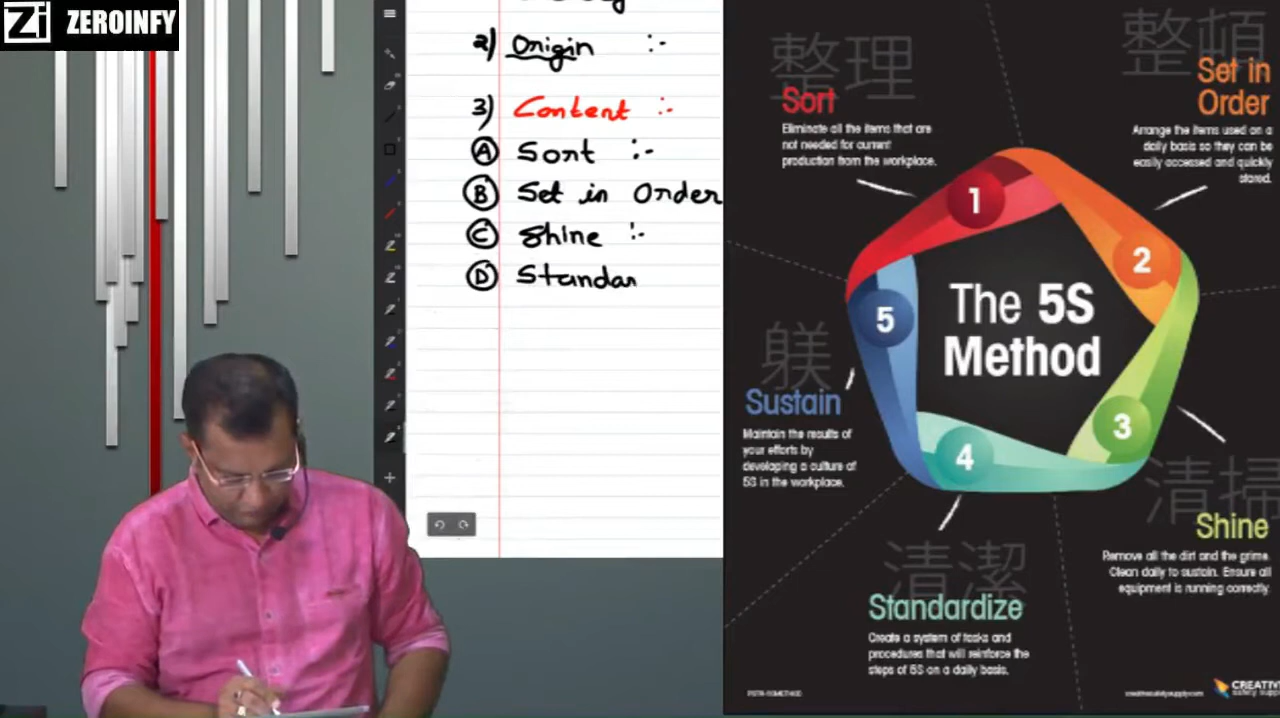 Zi ZEROINFY
2) Origin :-
3) Content :-
A Sort :-
B Set in Order
C Shine :-
D Standar
整理
Sort
Eliminate all the items that are
not needed for current
production from the workplace.
整頓
Set in
Order
Arrange the items used on a
daily basis so they can be
easily accessed and quickly
stored.
1
2
3
4
5
The 5S
Method
躾
Sustain
Maintain the results of
your efforts by
developing a culture of
5S in the workplace.
清掃
Shine
Remove all the dirt and the grime.
Clean daily to sustain. Ensure all
equipment is running correctly.
清潔
Standardize
Create a system of tasks and
procedures that will reinforce the
steps of 5S on a daily basis.
creativesafetysupply.com
CREATIVE